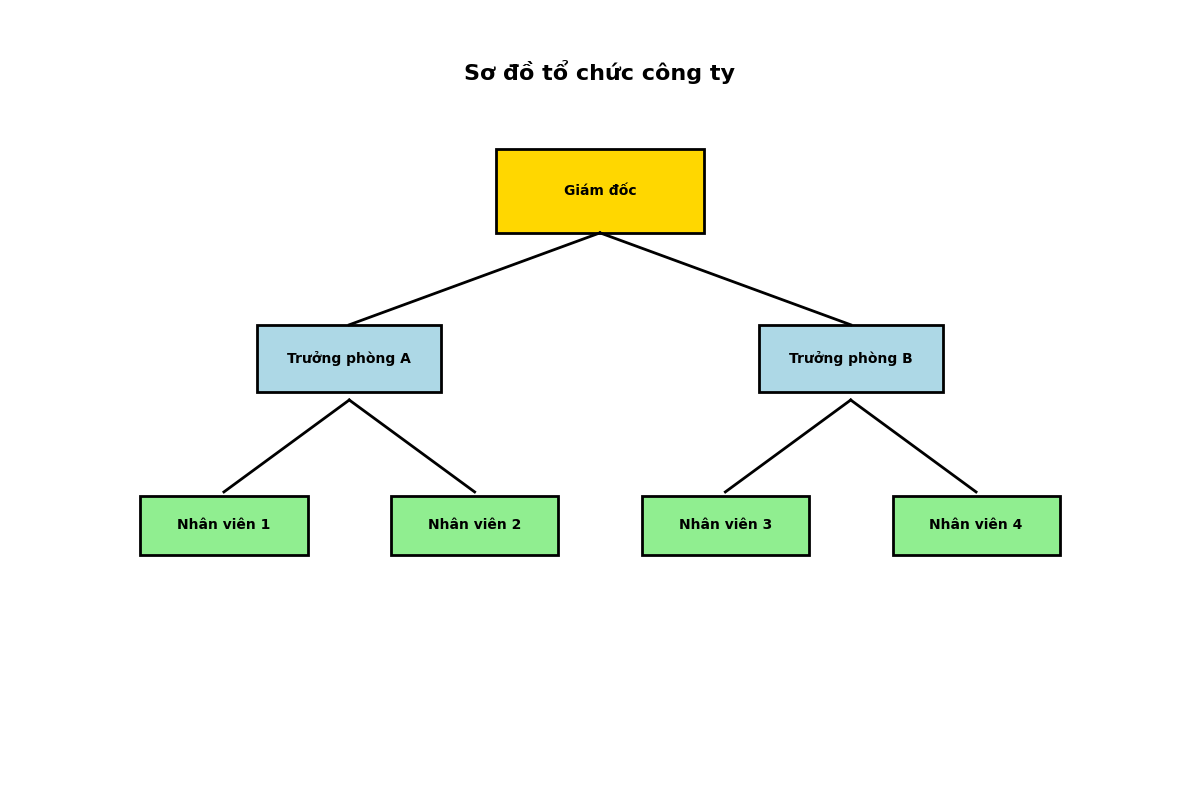 Sơ đồ tổ chức công ty
Giám đốc
Trưởng phòng A
Trưởng phòng B
Nhân viên 1
Nhân viên 2
Nhân viên 3
Nhân viên 4